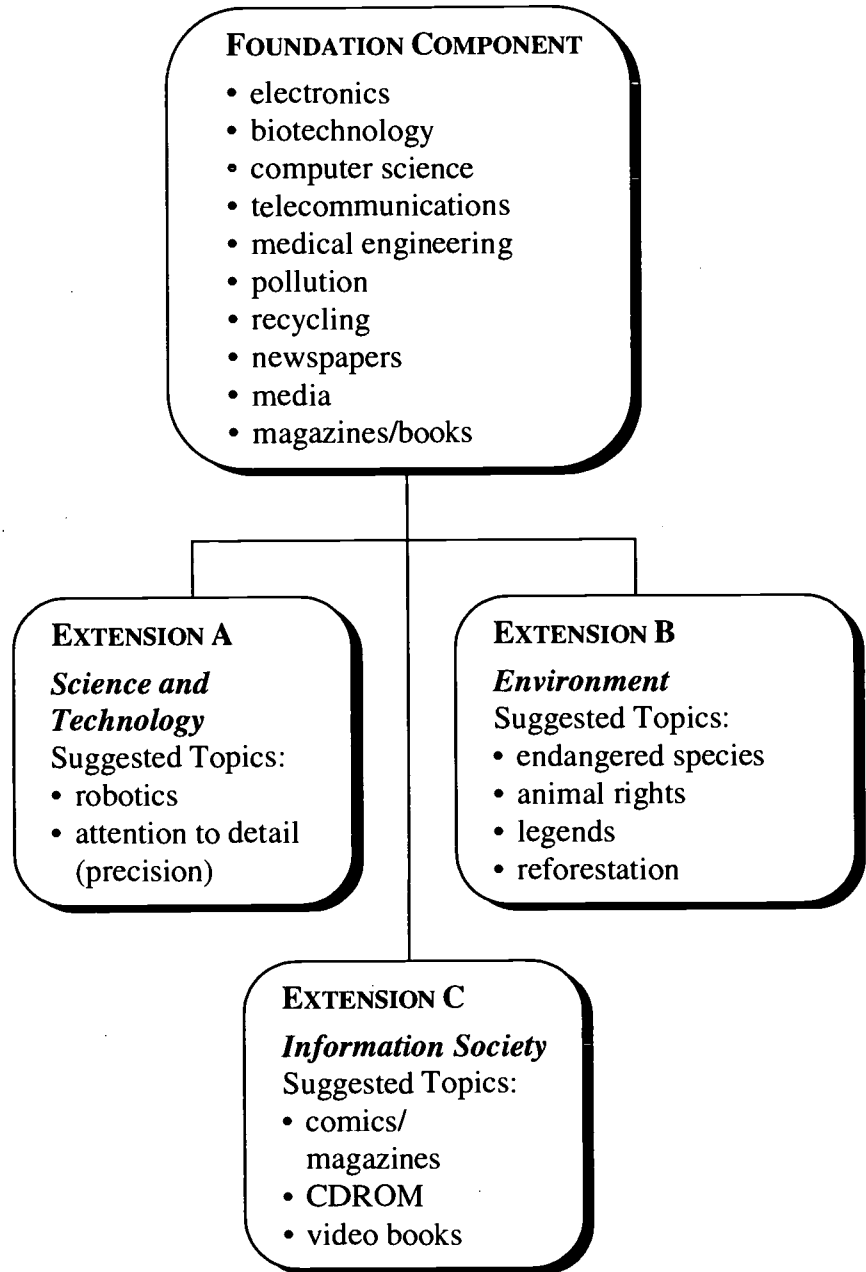 FOUNDATION COMPONENT
• electronics
• biotechnology
• computer science
• telecommunications
• medical engineering
• pollution
• recycling
• newspapers
• media
• magazines/books
EXTENSION A
Science and
Technology
Suggested Topics:
• robotics
• attention to detail
(precision)
EXTENSION B
Environment
Suggested Topics:
• endangered species
• animal rights
• legends
• reforestation
EXTENSION C
Information Society
Suggested Topics:
• comics/
magazines
• CDROM
• video books